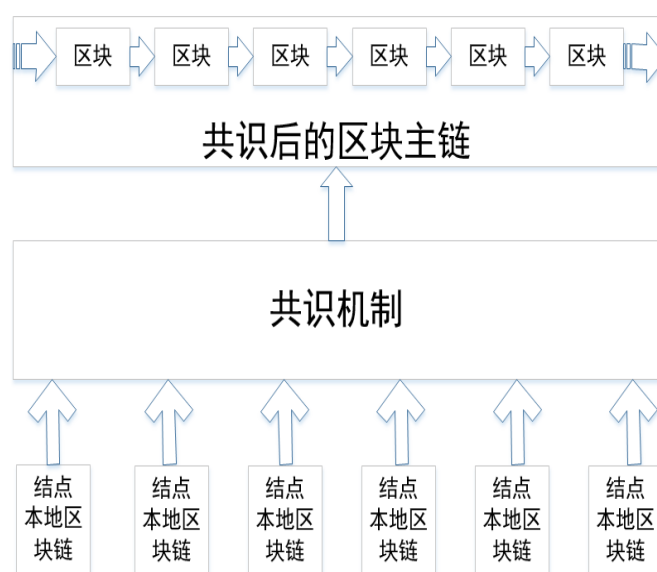 区块 区块 区块 区块 区块 区块
共识后的区块主链
共识机制
结点 结点 结点 结点 结点 结点
本地区 本地区 本地区 本地区 本地区 本地区
块链 块链 块链 块链 块链 块链